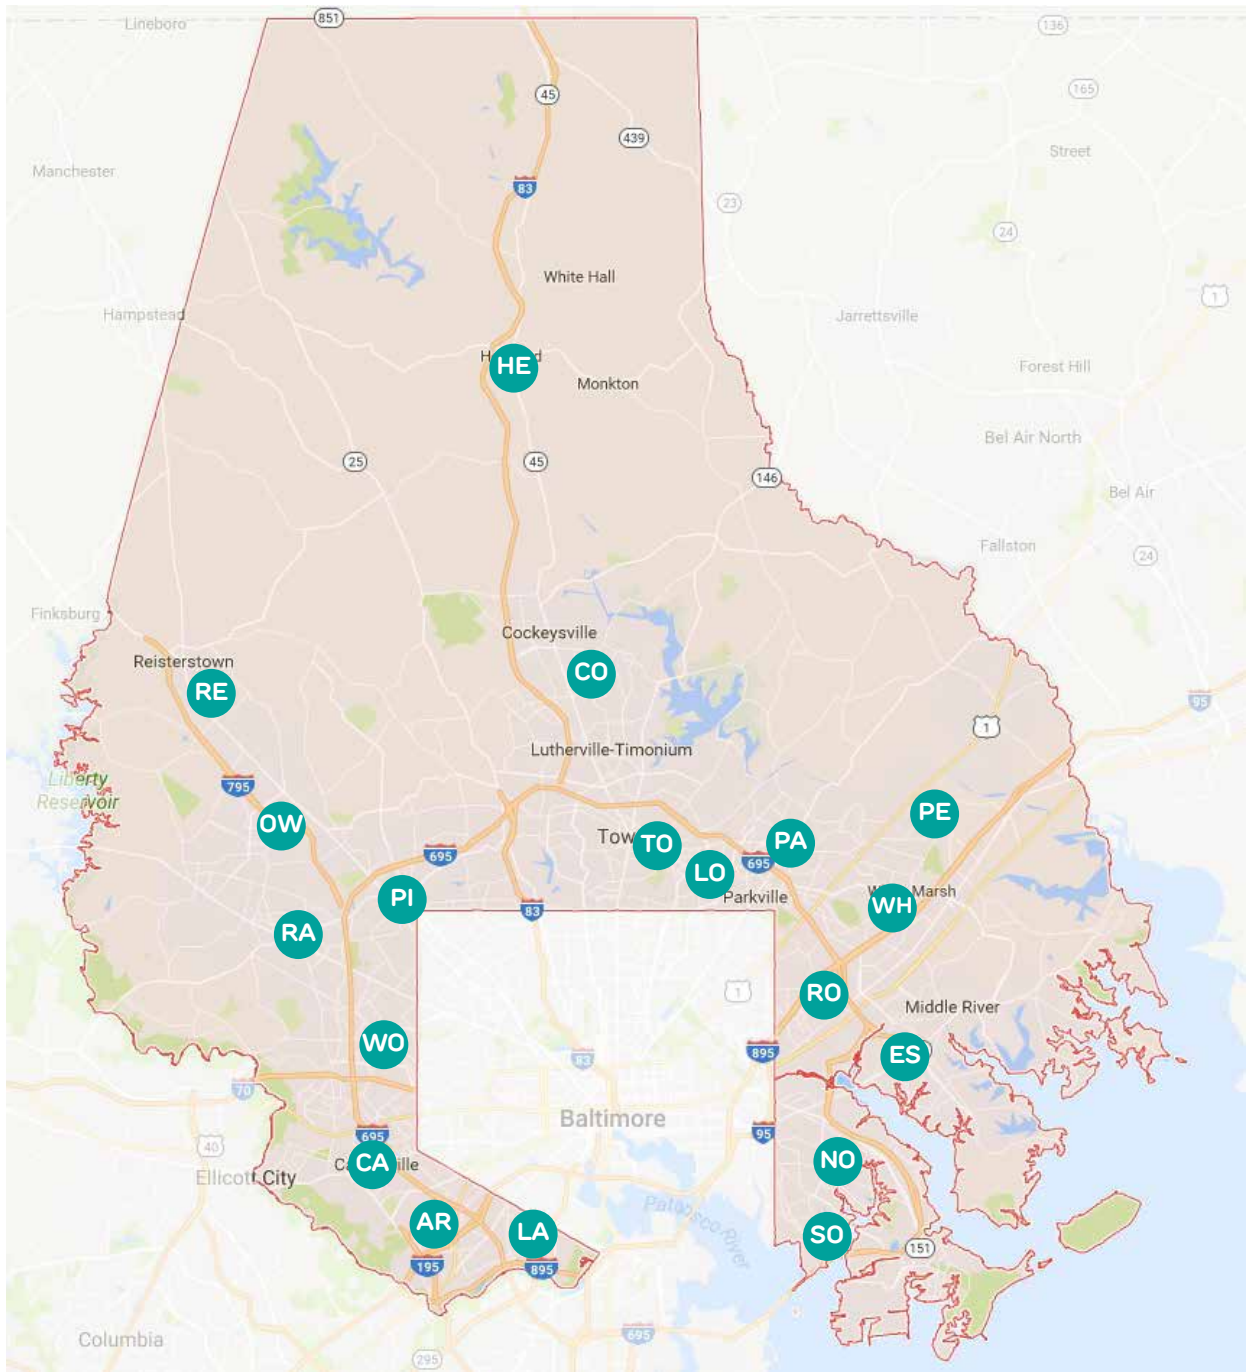 Lineboro
851
136
45
165
439
Street
Manchester
83
23
24
White Hall
1
Hampstead
Jarrettsville
HE
Forest Hill
Monkton
Bel Air North
25
45
146
Bel Air
Fallston
24
Finksburg
Cockeysville
Reisterstown
CO
RE
95
1
Lutherville-Timonium
Liberty
Reservoir
795
OW
PE
Tow
TO
PA
695
695
LO
PI
Parkville
WH
Marsh
83
RA
1
RO
Middle River
WO
895
ES
83
70
Baltimore
95
695
40
CA
ville
NO
Ellicott City
Patapsco River
AR
LA
SO
151
195
895
Columbia
695
295